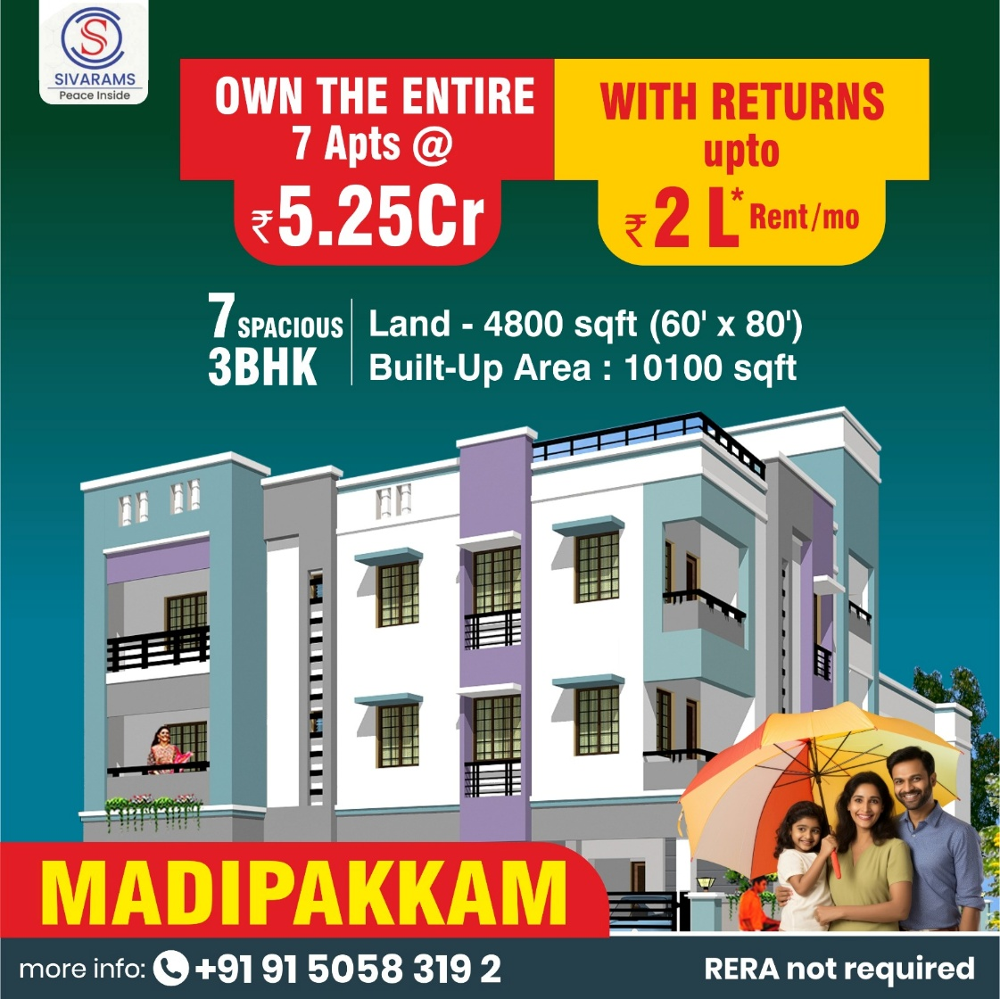 S
SIVARAMS
Peace Inside
OWN THE ENTIRE
7 Apts @
₹5.25Cr
WITH RETURNS
upto
₹2 L* Rent/mo
7 SPACIOUS
3BHK
Land - 4800 sqft (60' x 80')
Built-Up Area : 10100 sqft
MADIPAKKAM
more info: +91 91 5058 319 2
RERA not required